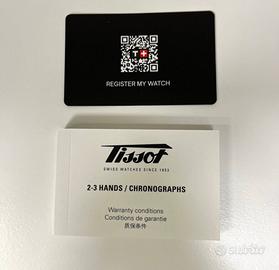 REGISTER MY WATCH
Tissot
SWISS WATCHES SINCE 1853
2-3 HANDS / CHRONOGRAPHS
Warranty conditions
Conditions de garantie
质保条件
subito